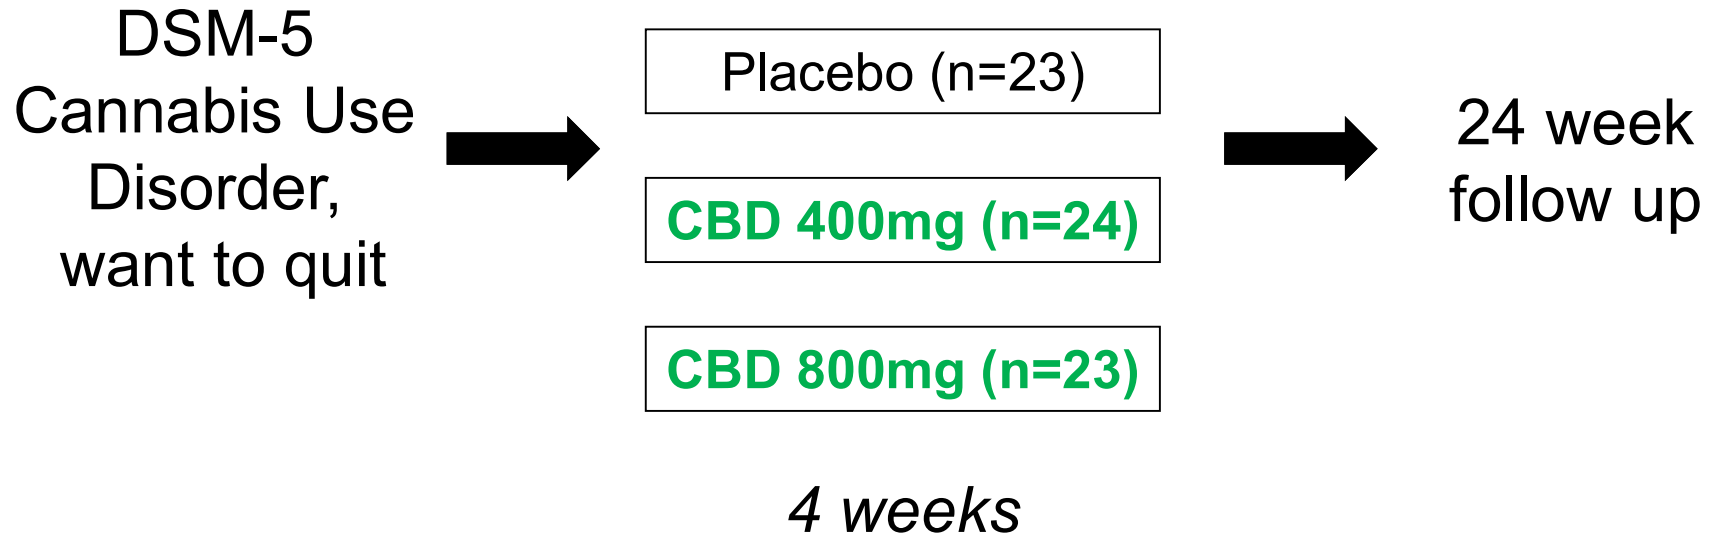 DSM-5
Cannabis Use
Disorder,
want to quit
Placebo (n=23)
CBD 400mg (n=24)
CBD 800mg (n=23)
4 weeks
24 week
follow up